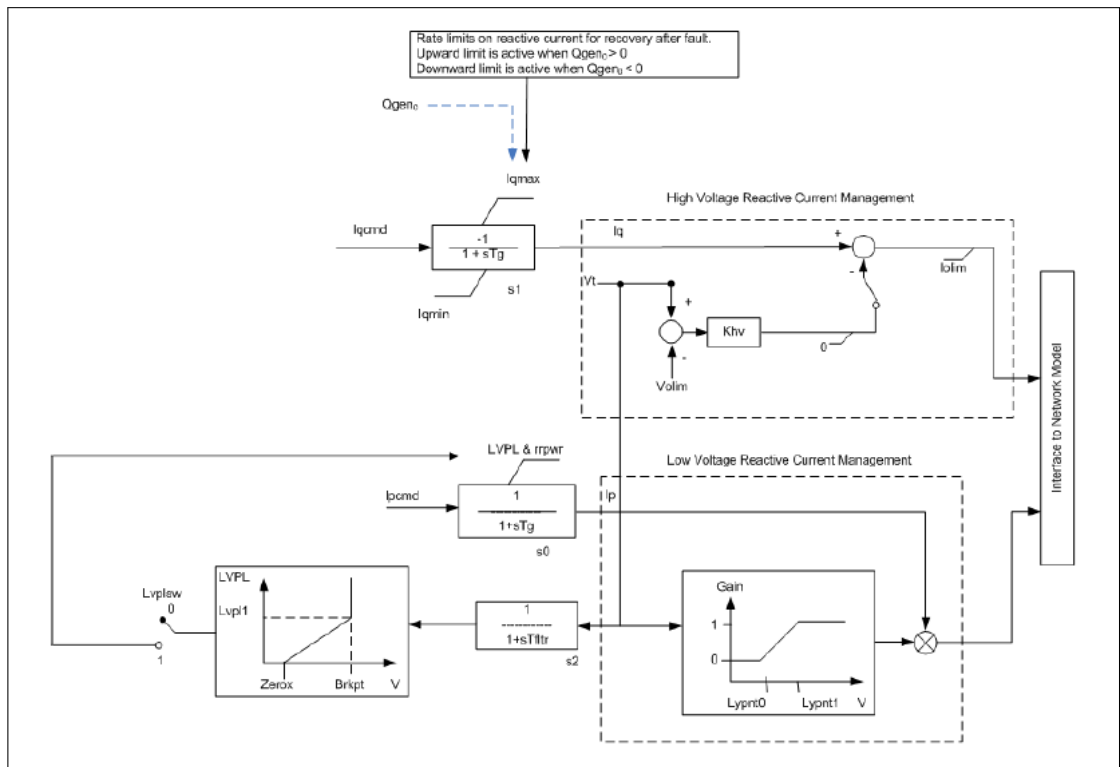 Rate limits on reactive current for recovery after fault.
Upward limit is active when Qgen₀ > 0
Downward limit is active when Qgen₀ < 0
Qgen₀
Iqmax
High Voltage Reactive Current Management
Iqcmd
-1
1 + sTg
s1
Iqmin
Iq
+
-
Iolim
Vt
+
Khv
0
-
Volim
Interface to Network Model
LVPL & rrpwr
Low Voltage Reactive Current Management
Ipcmd
1
1+sTg
s0
Ip
Lvplsw
0
1
LVPL
Lvpl1
Zerox
Brkpt
V
1
1+sTfltr
s2
Gain
1
0
Lypnt0
Lypnt1
V